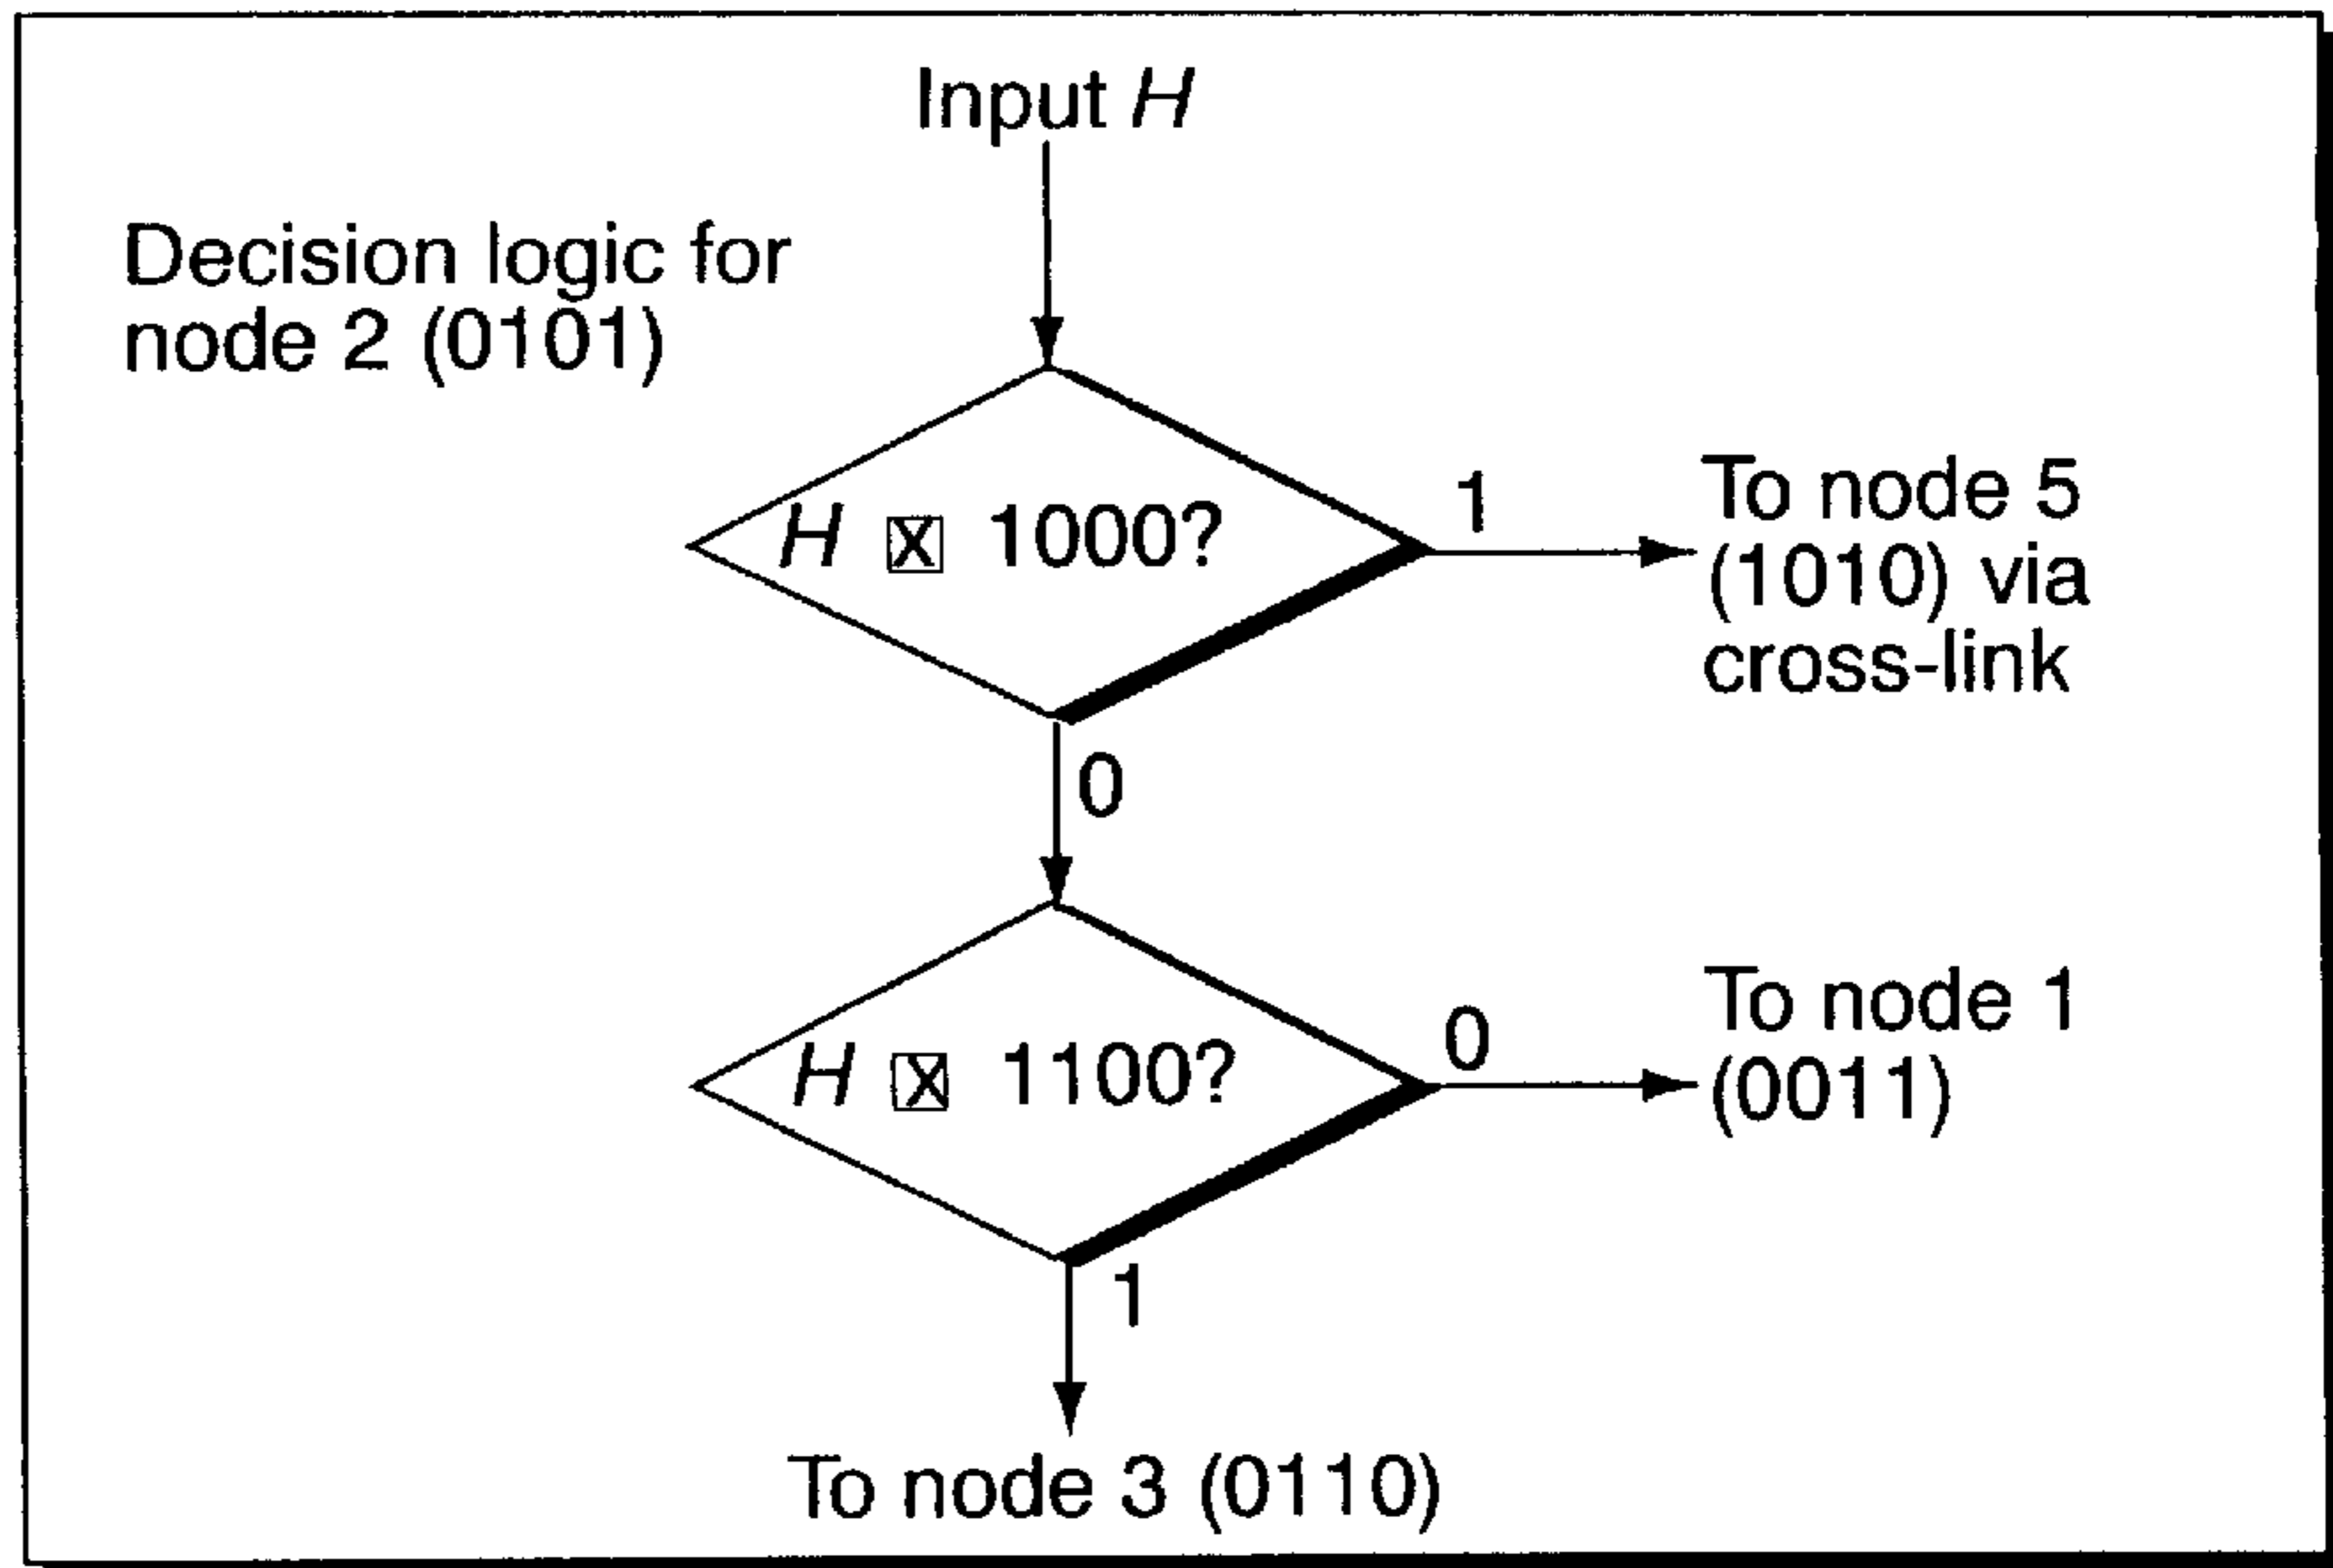 Input H
Decision logic for
node 2 (0101)
H ☒ 1000?
1
To node 5
(1010) via
cross-link
0
H ☒ 1100?
0
To node 1
(0011)
1
To node 3 (0110)